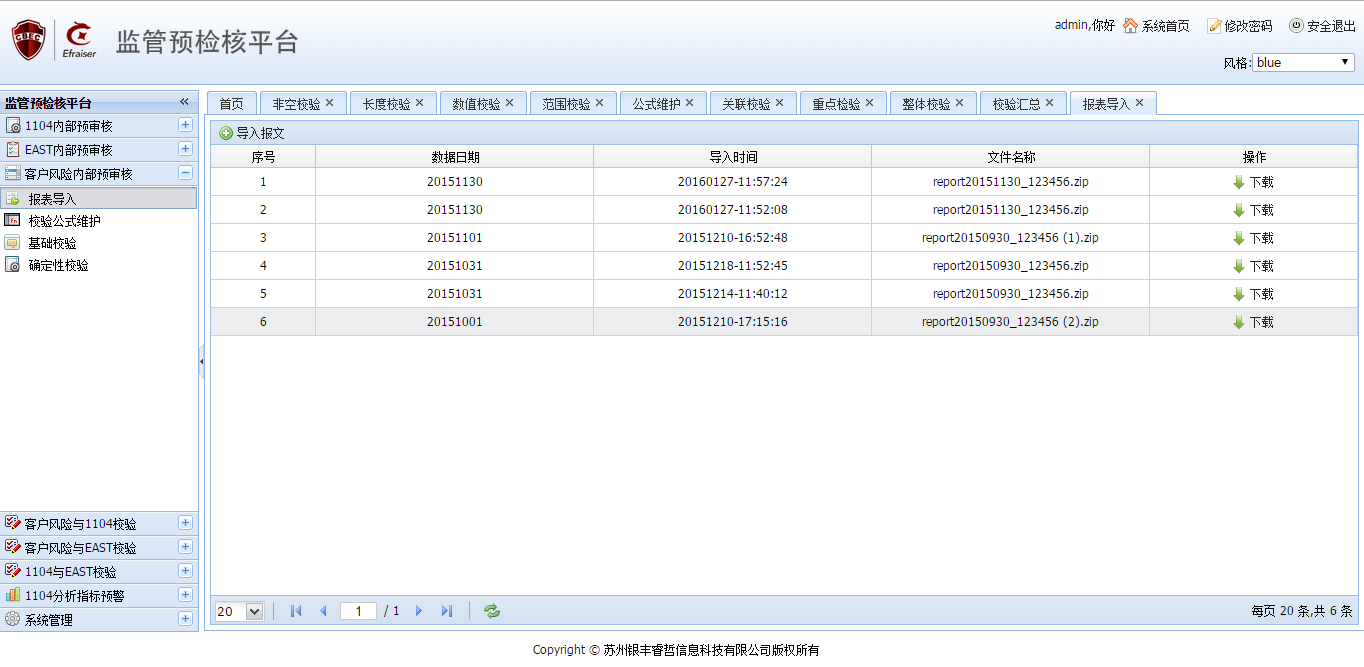 CBEC
Efraiser
监管预检核平台
admin,你好 系统首页 修改密码 安全退出
风格: blue
监管预检核平台
1104内部预审核
EAST内部预审核
客户风险内部预审核
报表导入
校验公式维护
基础校验
确定性校验
客户风险与1104校验
客户风险与EAST校验
1104与EAST校验
1104分析指标预警
系统管理
首页 非空校验 长度校验 数值校验 范围校验 公式维护 关联校验 重点检验 整体校验 校验汇总 报表导入
导入报文
序号 数据日期 导入时间 文件名称 操作
1 20151130 20160127-11:57:24 report20151130_123456.zip 下载
2 20151130 20160127-11:52:08 report20151130_123456.zip 下载
3 20151101 20151210-16:52:48 report20150930_123456 (1).zip 下载
4 20151031 20151218-11:52:45 report20150930_123456.zip 下载
5 20151031 20151214-11:40:12 report20150930_123456.zip 下载
6 20151001 20151210-17:15:16 report20150930_123456 (2).zip 下载
20 1 / 1 每页 20 条,共 6 条
Copyright © 苏州银丰睿哲信息科技有限公司版权所有